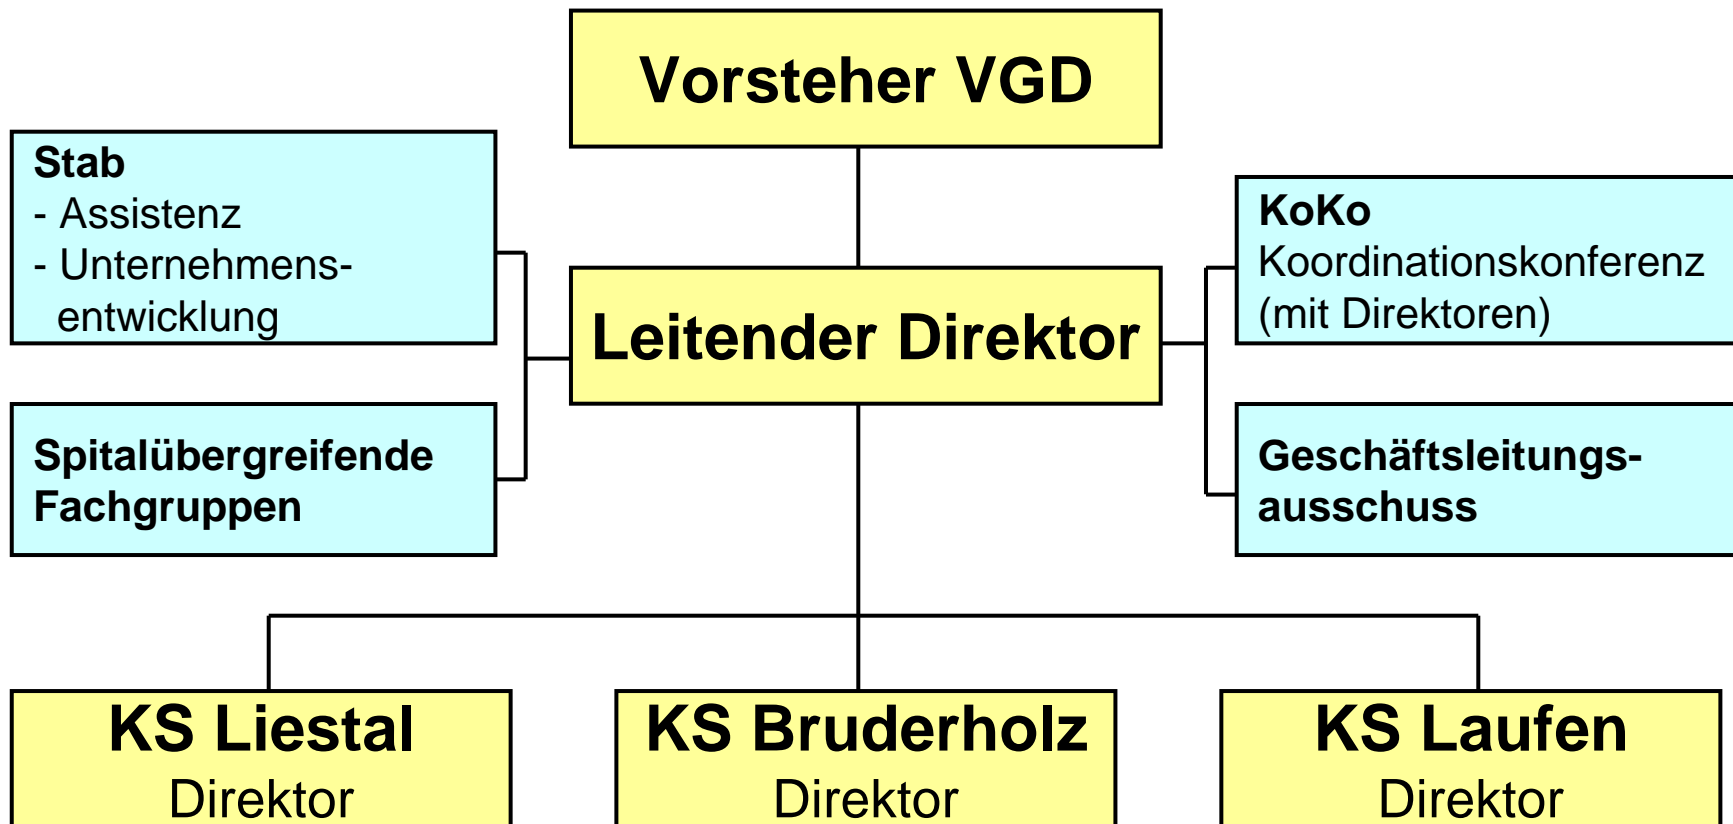 Vorsteher VGD
Stab
- Assistenz
- Unternehmens-
entwicklung
KoKo
Koordinationskonferenz
(mit Direktoren)
Leitender Direktor
Spitalübergreifende
Fachgruppen
Geschäftsleitungs-
ausschuss
KS Liestal
Direktor
KS Bruderholz
Direktor
KS Laufen
Direktor